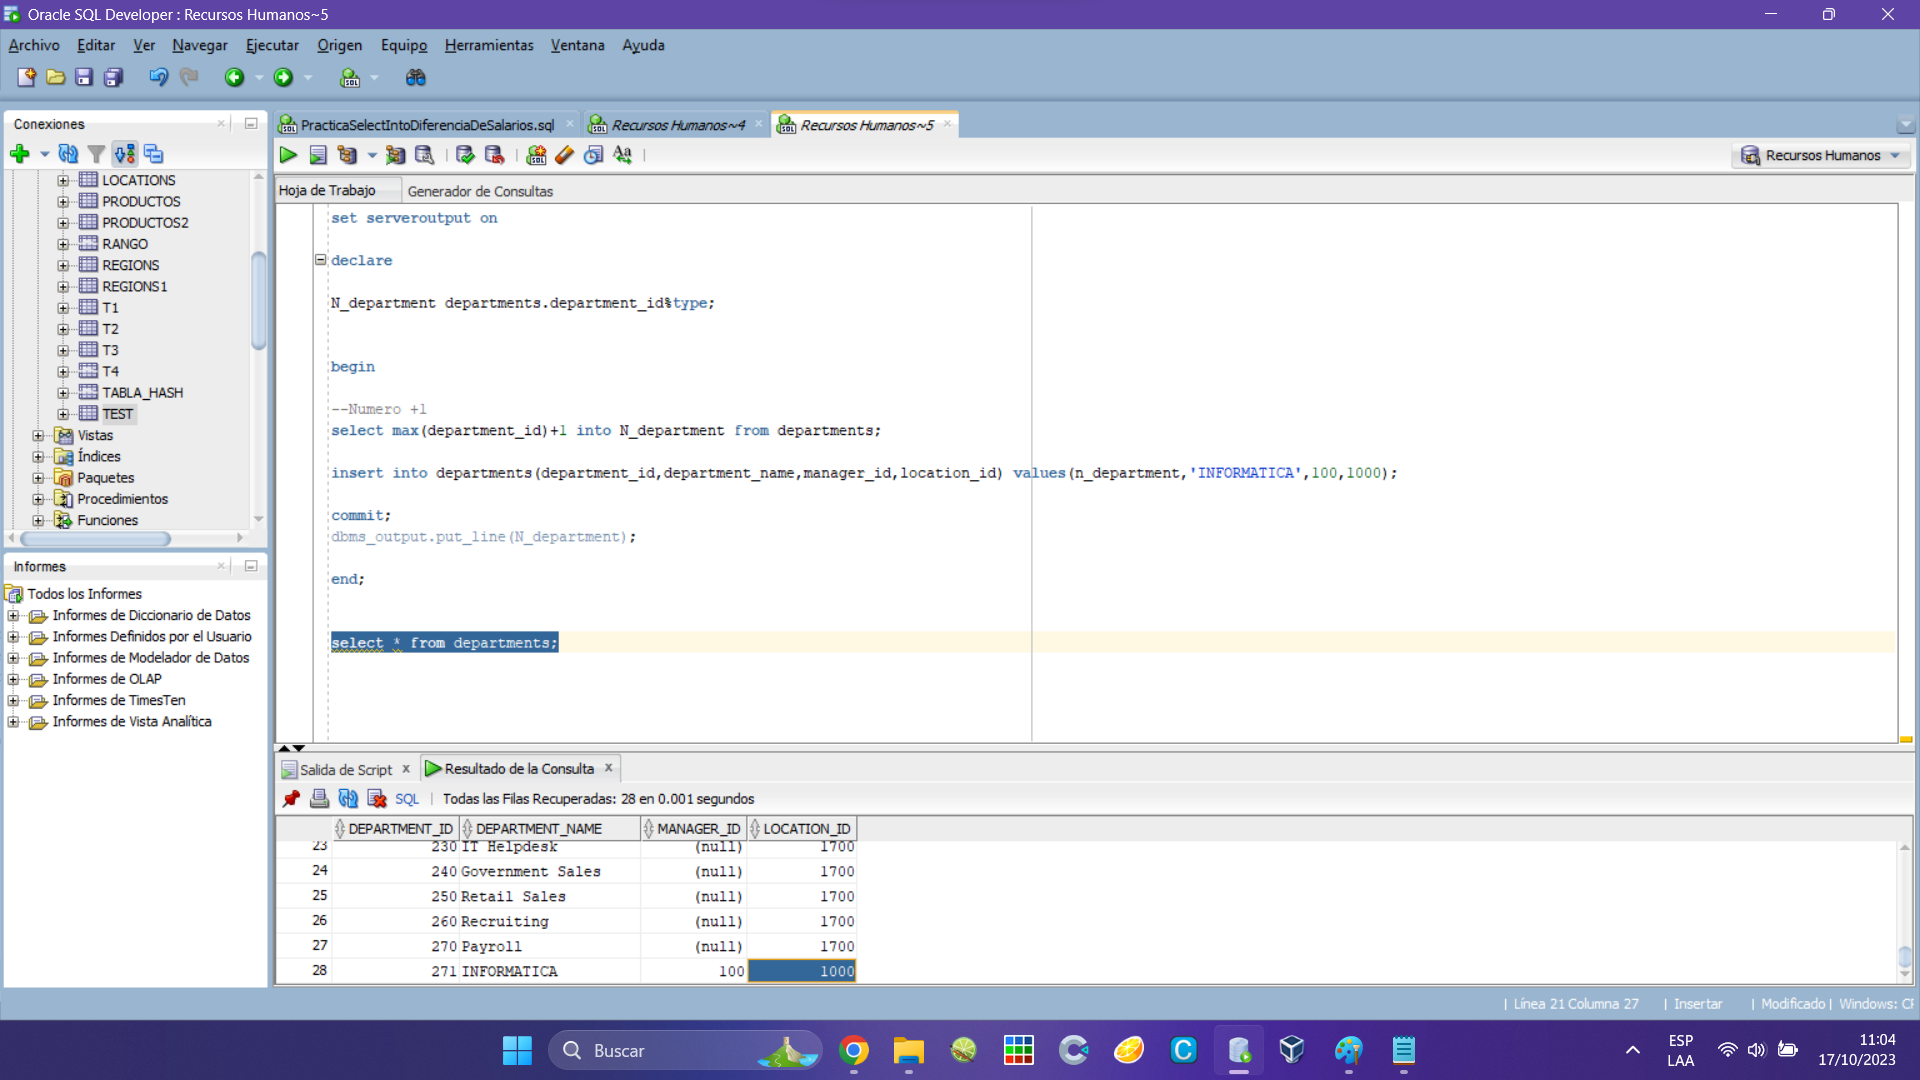 Oracle SQL Developer : Recursos Humanos~5
Archivo Editar Ver Navegar Ejecutar Origen Equipo Herramientas Ventana Ayuda
Conexiones
LOCATIONS
PRODUCTOS
PRODUCTOS2
RANGO
REGIONS
REGIONS1
T1
T2
T3
T4
TABLA_HASH
TEST
Vistas
Índices
Paquetes
Procedimientos
Funciones
Informes
Todos los Informes
Informes de Diccionario de Datos
Informes Definidos por el Usuario
Informes de Modelador de Datos
Informes de OLAP
Informes de TimesTen
Informes de Vista Analítica
PracticaSelectIntoDiferenciaDeSalarios.sql Recursos Humanos~4 Recursos Humanos~5
Recursos Humanos
Hoja de Trabajo Generador de Consultas
set serveroutput on
declare
N_department departments.department_id%type;
begin
--Numero +1
select max(department_id)+1 into N_department from departments;
insert into departments(department_id,department_name,manager_id,location_id) values(n_department,'INFORMATICA',100,1000);
commit;
dbms_output.put_line(N_department);
end;
select * from departments;
Salida de Script x Resultado de la Consulta x
SQL | Todas las Filas Recuperadas: 28 en 0.001 segundos
DEPARTMENT_ID DEPARTMENT_NAME MANAGER_ID LOCATION_ID
23 230 IT Helpdesk (null) 1700
24 240 Government Sales (null) 1700
25 250 Retail Sales (null) 1700
26 260 Recruiting (null) 1700
27 270 Payroll (null) 1700
28 271 INFORMATICA 100 1000
| Línea 21 Columna 27 | Insertar | Modificado | Windows: CF
Buscar
ESP
LAA
11:04
17/10/2023